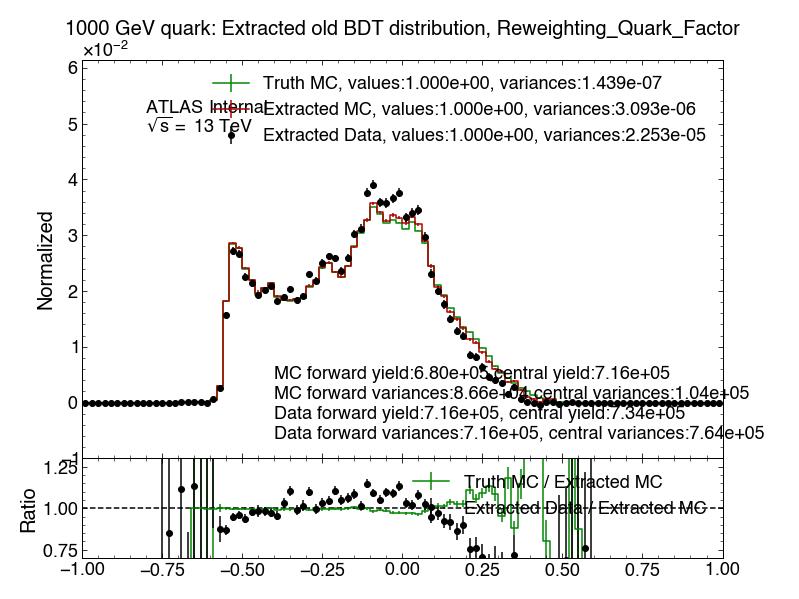 1000 GeV quark: Extracted old BDT distribution, Reweighting_Quark_Factor
×10−2
Truth MC, values:1.000e+00, variances:1.439e-07
ATLAS Internal
Extracted MC, values:1.000e+00, variances:3.093e-06
√s = 13 TeV
Extracted Data, values:1.000e+00, variances:2.253e-05
6
5
4
3
2
1
0
Normalized
MC forward yield:6.80e+05, central yield:7.16e+05
MC forward variances:8.66e+04, central variances:1.04e+05
Data forward yield:7.16e+05, central yield:7.34e+05
Data forward variances:7.16e+05, central variances:7.64e+05
1.25
1.00
0.75
Ratio
Truth MC / Extracted MC
Extracted Data / Extracted MC
−1.00 −0.75 −0.50 −0.25 0.00 0.25 0.50 0.75 1.00